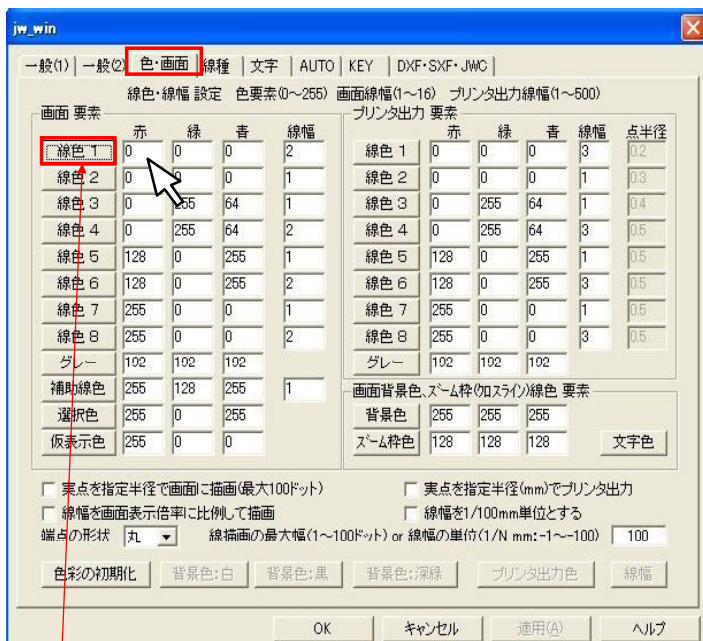 jw_win
一般(1) 一般(2) 色・画面 線種 文字 AUTO KEY DXF・SXF・JWC
線色・線幅 設定 色要素(0～255) 画面線幅(1～16) プリンタ出力線幅(1～500)
画面 要素
赤 緑 青 線幅
線色 1 0 0 0 2
線色 2 0 0 0 1
線色 3 0 255 64 1
線色 4 0 255 64 2
線色 5 128 0 255 1
線色 6 128 0 255 2
線色 7 255 0 0 1
線色 8 255 0 0 2
グレー 192 192 192
補助線色 255 128 255 1
選択色 255 0 255
仮表示色 255 0 0
プリンタ出力 要素
赤 緑 青 線幅 点半径
線色 1 0 0 0 3 0.2
線色 2 0 0 0 1 0.3
線色 3 0 255 64 1 0.4
線色 4 0 255 64 3 0.5
線色 5 128 0 255 1 0.5
線色 6 128 0 255 3 0.5
線色 7 255 0 0 1 0.5
線色 8 255 0 0 3 0.5
グレー 192 192 192
画面背景色、ズーム枠(クロスライン)線色 要素
背景色 255 255 255
ズーム枠色 128 128 128 文字色
実点を指定半径で画面に描画(最大100ドット) 実点を指定半径(mm)でプリンタ出力
線幅を画面表示倍率に比例して描画 線幅を1/100mm単位とする
端点の形状 丸 線描画の最大幅(1～100ドット) or 線幅の単位(1/N mm:-1～-100) 100
色彩の初期化 背景色:白 背景色:黒 背景色:深緑 プリンタ出力色 線幅
OK キャンセル 適用(A) ヘルプ